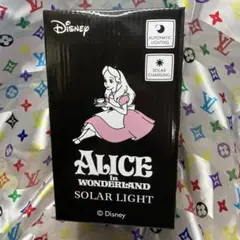 Disney
AUTOMATIC
LIGHTING
SOLAR
CHARGING
ALICE
in
WONDERLAND
SOLAR LIGHT
© Disney